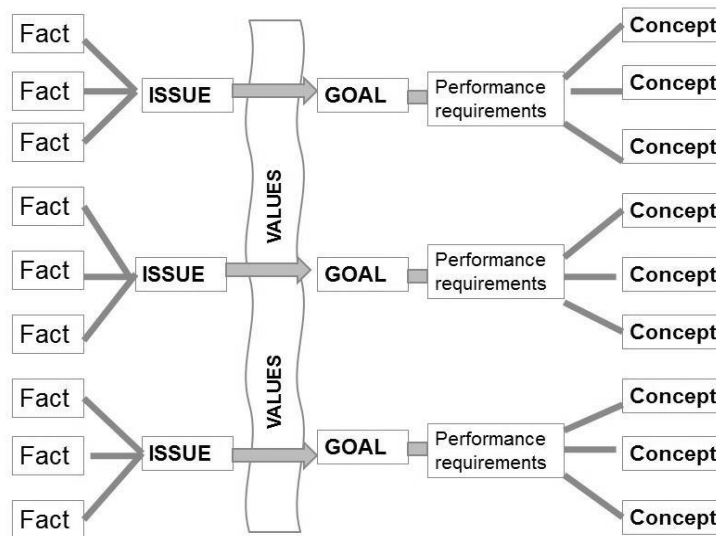 Fact
Fact
Fact
ISSUE
GOAL
Performance
requirements
Concept
Concept
Concept
VALUES
Fact
Fact
Fact
ISSUE
GOAL
Performance
requirements
Concept
Concept
Concept
VALUES
Fact
Fact
Fact
ISSUE
GOAL
Performance
requirements
Concept
Concept
Concept